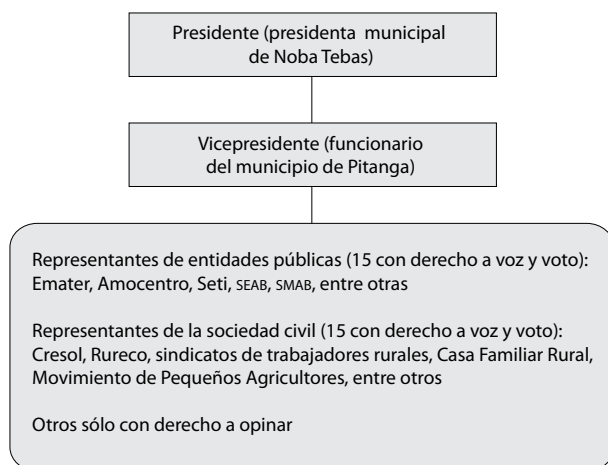 Presidente (presidenta municipal
de Noba Tebas)
Vicepresidente (funcionario
del municipio de Pitanga)
Representantes de entidades públicas (15 con derecho a voz y voto):
Emater, Amocentro, Seti, SEAB, SMAB, entre otras
Representantes de la sociedad civil (15 con derecho a voz y voto):
Cresol, Rureco, sindicatos de trabajadores rurales, Casa Familiar Rural,
Movimiento de Pequeños Agricultores, entre otros
Otros sólo con derecho a opinar